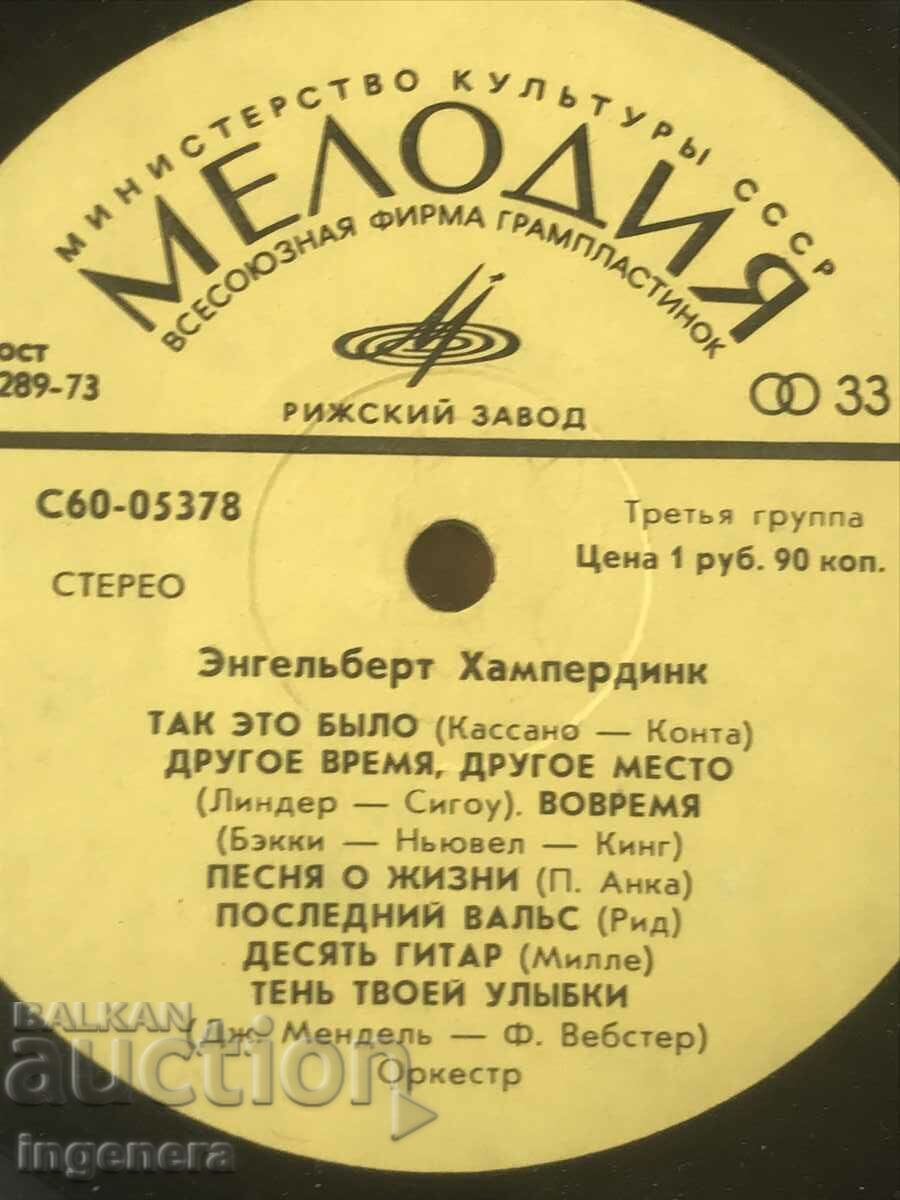 МИНИСТЕРСТВО КУЛЬТУРЫ СССР
МЕЛОДИЯ
ВСЕСОЮЗНАЯ ФИРМА ГРАМПЛАСТИНОК
ОСТ
289-73
РИЖСКИЙ ЗАВОД
33
С60-05378
Третья группа
Цена 1 руб. 90 коп.
СТЕРЕО
Энгельберт Хампердинк
ТАК ЭТО БЫЛО (Кассано — Конта)
ДРУГОЕ ВРЕМЯ, ДРУГОЕ МЕСТО
(Линдер — Сигоу). ВОВРЕМЯ
(Бэкки — Ньювел — Кинг)
ПЕСНЯ О ЖИЗНИ (П. Анка)
ПОСЛЕДНИЙ ВАЛЬС (Рид)
ДЕСЯТЬ ГИТАР (Милле)
ТЕНЬ ТВОЕЙ УЛЫБКИ
(Дж. Мендель — Ф. Вебстер)
Оркестр
BALKAN
auction
ingenera